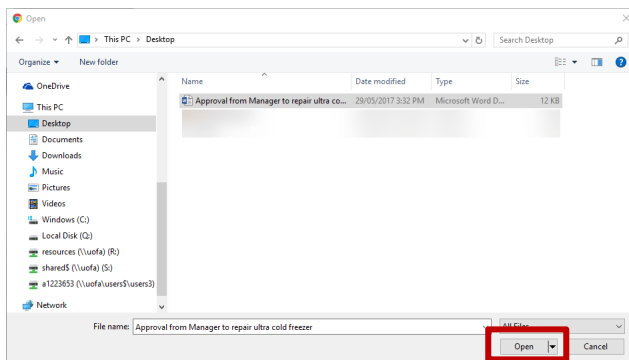 Open
This PC > Desktop
Search Desktop
Organize
New folder
OneDrive
This PC
Desktop
Documents
Downloads
Music
Pictures
Videos
Windows (C:)
Local Disk (Q:)
resources (\\uofa) (R:)
shared$ (\\uofa) (S:)
a1223653 (\\uofa\users$\users3)
Network
Name Date modified Type Size
Approval from Manager to repair ultra co... 29/05/2017 3:32 PM Microsoft Word D... 12 KB
File name: Approval from Manager to repair ultra cold freezer
All Files
Open Cancel